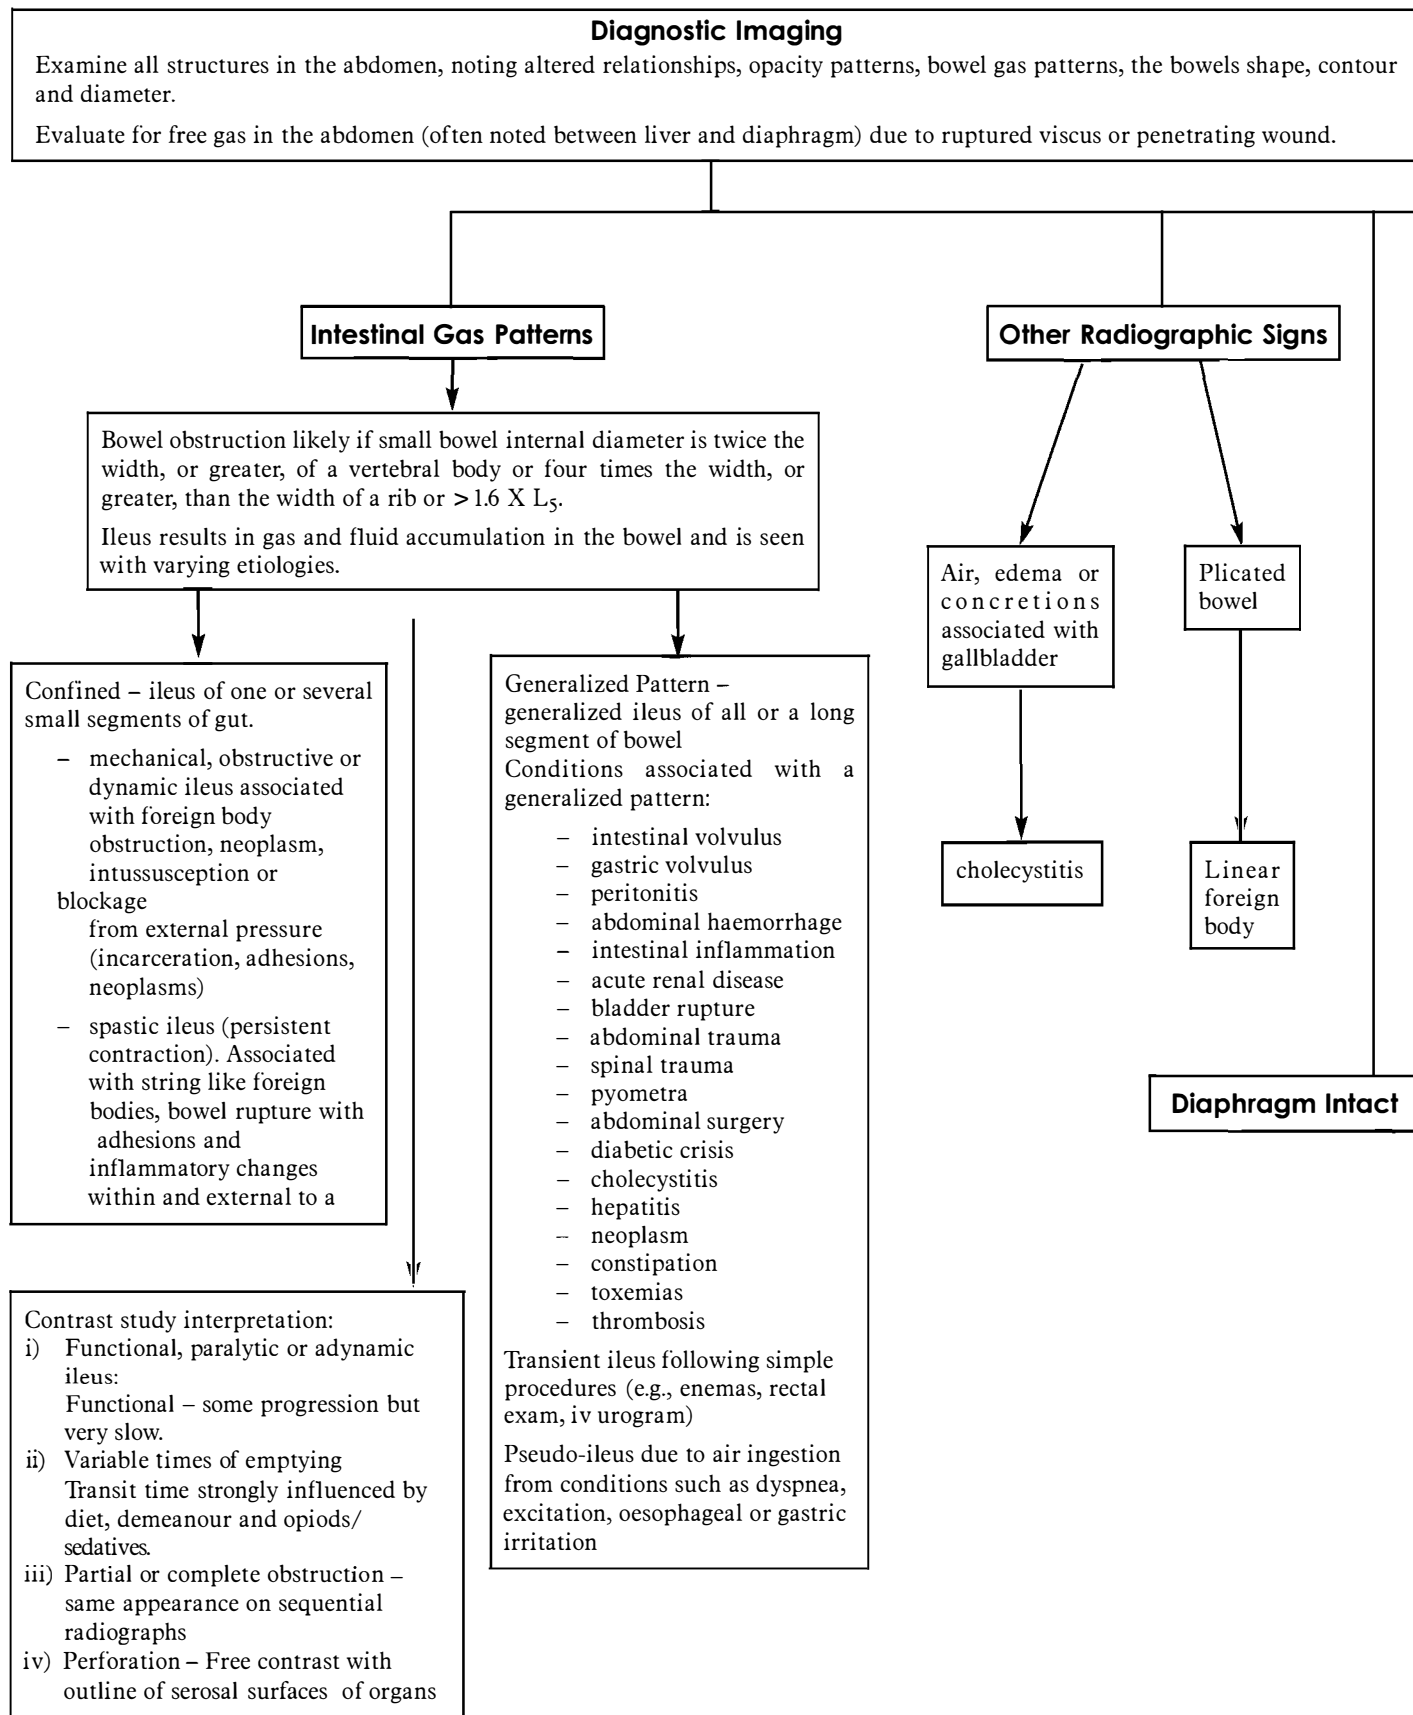 Diagnostic Imaging
Examine all structures in the abdomen, noting altered relationships, opacity patterns, bowel gas patterns, the bowels shape, contour
and diameter.
Evaluate for free gas in the abdomen (often noted between liver and diaphragm) due to ruptured viscus or penetrating wound.
Intestinal Gas Patterns
Bowel obstruction likely if small bowel internal diameter is twice the
width, or greater, of a vertebral body or four times the width, or
greater, than the width of a rib or >1.6 X L5.
Ileus results in gas and fluid accumulation in the bowel and is seen
with varying etiologies.
Confined – ileus of one or several
small segments of gut.
– mechanical, obstructive or
dynamic ileus associated
with foreign body
obstruction, neoplasm,
intussusception or
blockage
from external pressure
(incarceration, adhesions,
neoplasms)
– spastic ileus (persistent
contraction). Associated
with string like foreign
bodies, bowel rupture with
adhesions and
inflammatory changes
within and external to a
Contrast study interpretation:
i) Functional, paralytic or adynamic
ileus:
Functional – some progression but
very slow.
ii) Variable times of emptying
Transit time strongly influenced by
diet, demeanour and opiods/
sedatives.
iii) Partial or complete obstruction –
same appearance on sequential
radiographs
iv) Perforation – Free contrast with
outline of serosal surfaces of organs
Generalized Pattern –
generalized ileus of all or a long
segment of bowel
Conditions associated with a
generalized pattern:
– intestinal volvulus
– gastric volvulus
– peritonitis
– abdominal haemorrhage
– intestinal inflammation
– acute renal disease
– bladder rupture
– abdominal trauma
– spinal trauma
– pyometra
– abdominal surgery
– diabetic crisis
– cholecystitis
– hepatitis
– neoplasm
– constipation
– toxemias
– thrombosis
Transient ileus following simple
procedures (e.g., enemas, rectal
exam, iv urogram)
Pseudo-ileus due to air ingestion
from conditions such as dyspnea,
excitation, oesophageal or gastric
irritation
Other Radiographic Signs
Air, edema or
concretions
associated with
gallbladder
cholecystitis
Plicated
bowel
Linear
foreign
body
Diaphragm Intact